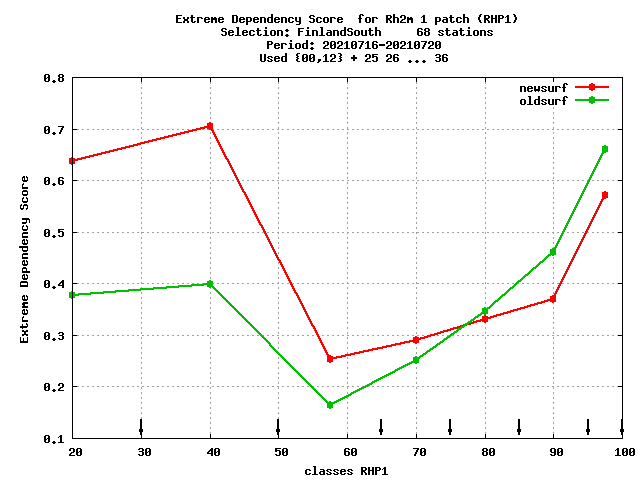 Extreme Dependency Score  for Rh2m 1 patch (RHP1)
Selection: FinlandSouth     68 stations
Period: 20210716-20210720
Used {00,12} + 25 26 ... 36
newsurf
oldsurf
Extreme Dependency Score
0.8
0.7
0.6
0.5
0.4
0.3
0.2
0.1
20 30 40 50 60 70 80 90 100
classes RHP1